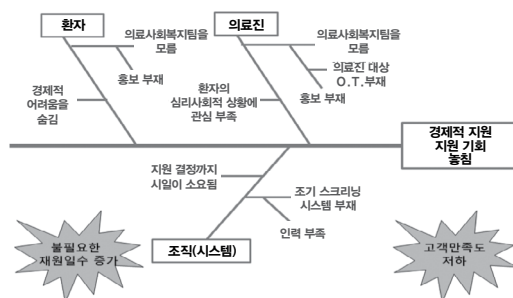 환자
의료사회복지팀을
모름
홍보 부재
경제적
어려움을
숨김
의료진
의료사회복지팀을
모름
의료진 대상
O.T.부재
홍보 부재
환자의
심리사회적 상황에
관심 부족
경제적 지원
지원 기회
놓침
지원 결정까지
시일이 소요됨
조기 스크리닝
시스템 부재
인력 부족
조직(시스템)
불필요한
재원일수 증가
고객만족도
저하